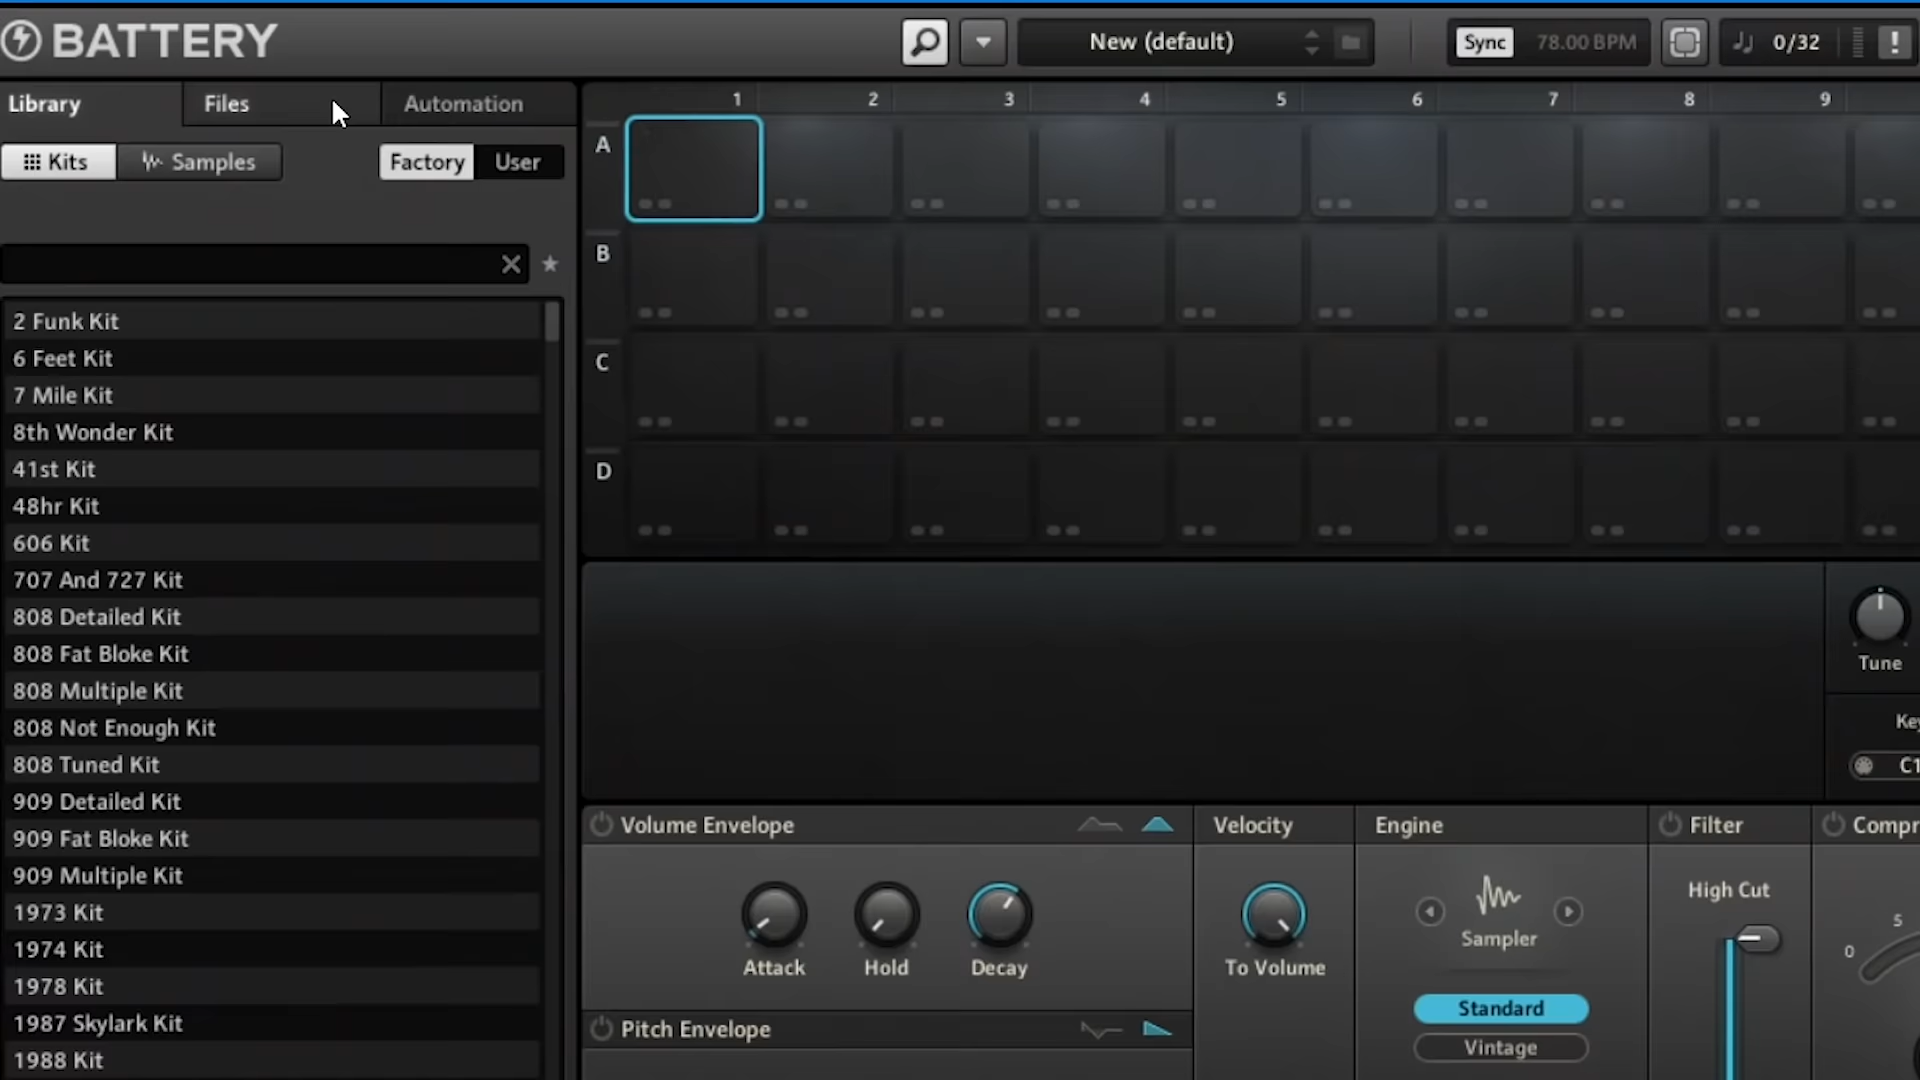 BATTERY
New (default)
Sync
78.00 BPM
0/32
!
Library
Files
Automation
Kits
Samples
Factory
User
1 2 3 4 5 6 7 8 9
A
B
C
D
2 Funk Kit
6 Feet Kit
7 Mile Kit
8th Wonder Kit
41st Kit
48hr Kit
606 Kit
707 And 727 Kit
808 Detailed Kit
808 Fat Bloke Kit
808 Multiple Kit
808 Not Enough Kit
808 Tuned Kit
909 Detailed Kit
909 Fat Bloke Kit
909 Multiple Kit
1973 Kit
1974 Kit
1978 Kit
1987 Skylark Kit
1988 Kit
Tune
C1
Volume Envelope
Attack
Hold
Decay
Pitch Envelope
Velocity
To Volume
Engine
Sampler
Standard
Vintage
Filter
High Cut
Compr
5
0